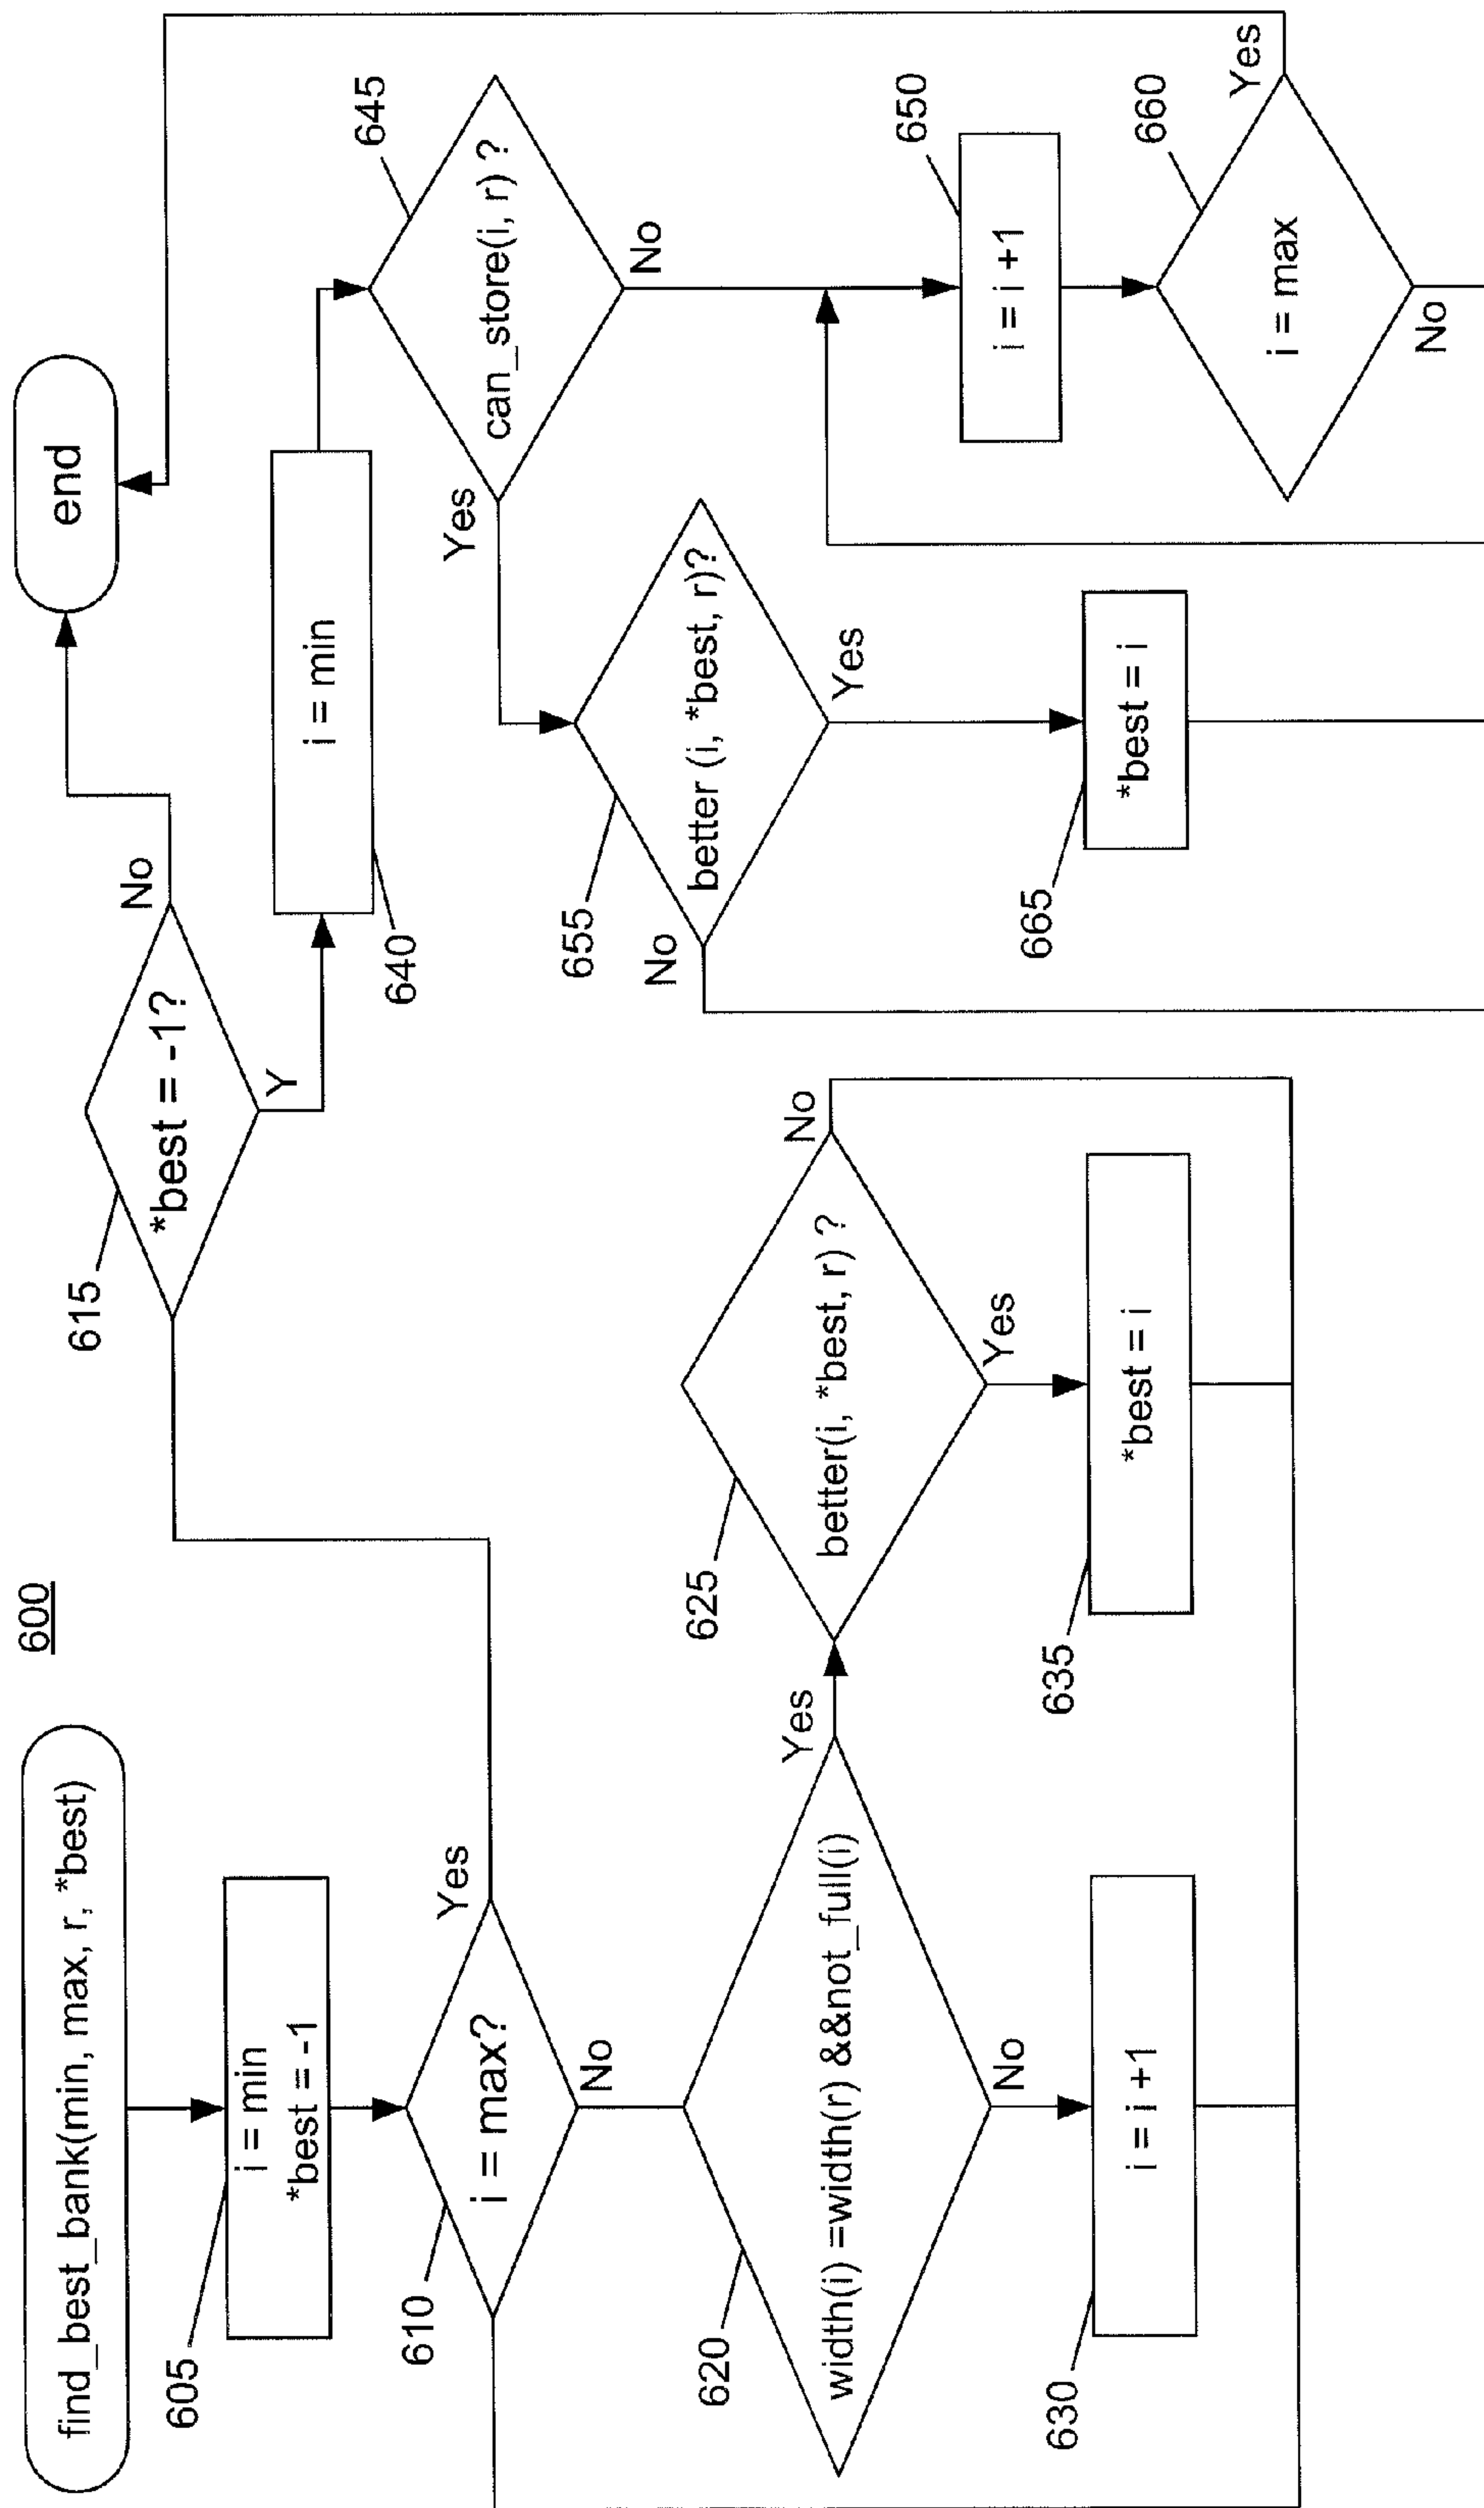 600
find_best_bank(min, max, r, *best)
605
i = min
*best = -1
610
i = max?
Yes
No
615
*best = -1?
No
Y
end
620
width(i) =width(r) &&not_full(i)
Yes
No
625
better(i, *best, r) ?
No
Yes
630
i = i +1
635
*best = i
640
i = min
645
can_store(i, r) ?
Yes
No
655
better (i, *best, r)?
No
Yes
650
i = i +1
665
*best = i
660
i = max
Yes
No